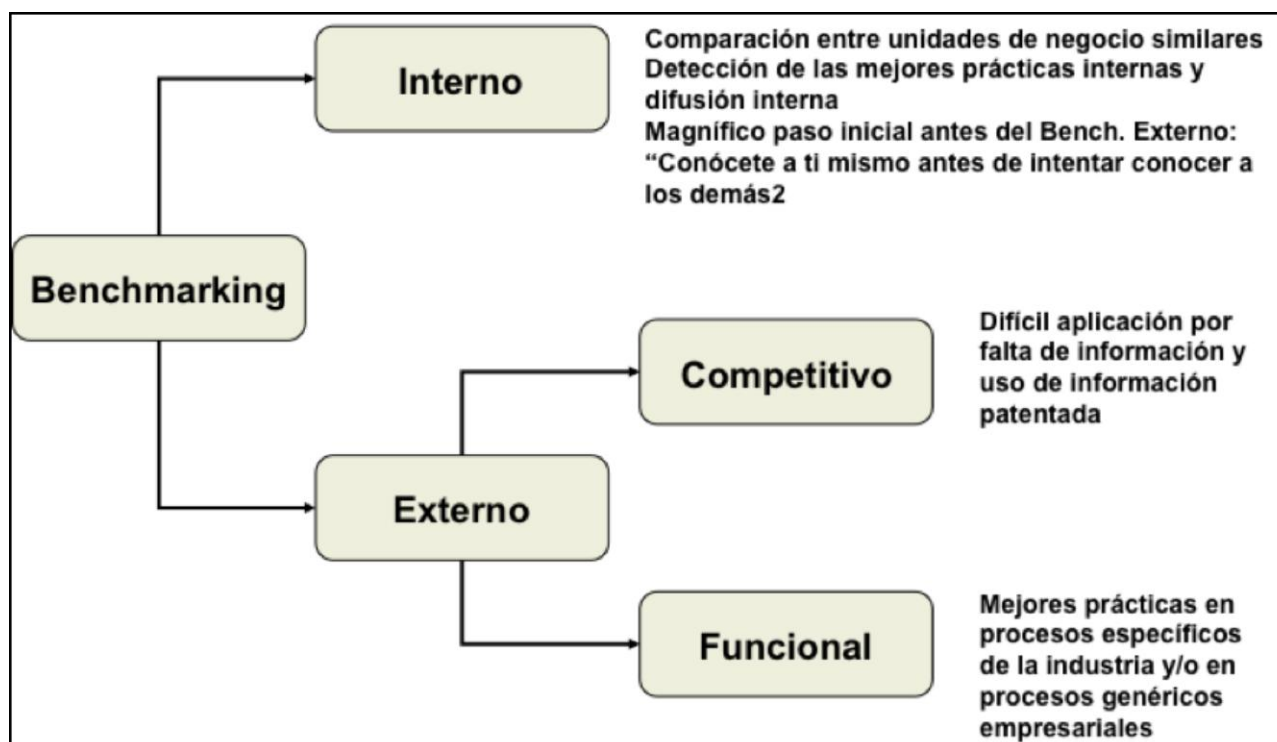 Interno
Comparación entre unidades de negocio similares
Detección de las mejores prácticas internas y
difusión interna
Magnífico paso inicial antes del Bench. Externo:
“Conócete a ti mismo antes de intentar conocer a
los demás2
Benchmarking
Competitivo
Difícil aplicación por
falta de información y
uso de información
patentada
Externo
Funcional
Mejores prácticas en
procesos específicos
de la industria y/o en
procesos genéricos
empresariales